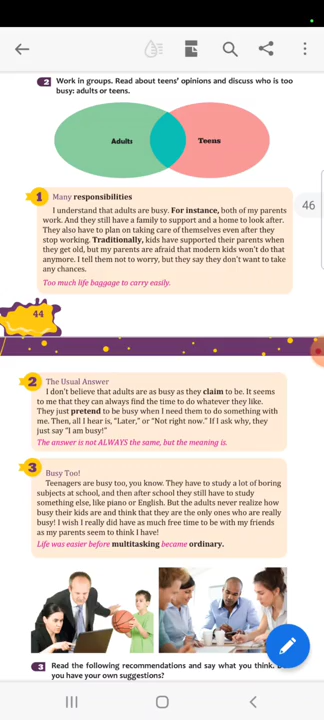 2 Work in groups. Read about teens' opinions and discuss who is too
busy: adults or teens.
Adults
Teens
1 Many responsibilities
46
I understand that adults are busy. For instance, both of my parents
work. And they still have a family to support and a home to look after.
They also have to plan on taking care of themselves even after they
stop working. Traditionally, kids have supported their parents when
they get old, but my parents are afraid that modern kids won't do that
anymore. I tell them not to worry, but they say they don't want to take
any chances.
Too much life baggage to carry easily.
44
2 The Usual Answer
I don't believe that adults are as busy as they claim to be. It seems
to me that they can always find the time to do whatever they like.
They just pretend to be busy when I need them to do something with
me. Then, all I hear is, "Later," or "Not right now." If I ask why, they
just say "I am busy!"
The answer is not ALWAYS the same, but the meaning is.
3 Busy Too!
Teenagers are busy too, you know. They have to study a lot of boring
subjects at school, and then after school they still have to study
something else, like piano or English. But the adults never realize how
busy their kids are and think that they are the only ones who are really
busy! I wish I really did have as much free time to be with my friends
as my parents seem to think I have!
Life was easier before multitasking became ordinary.
3 Read the following recommendations and say what you think.
you have your own suggestions?